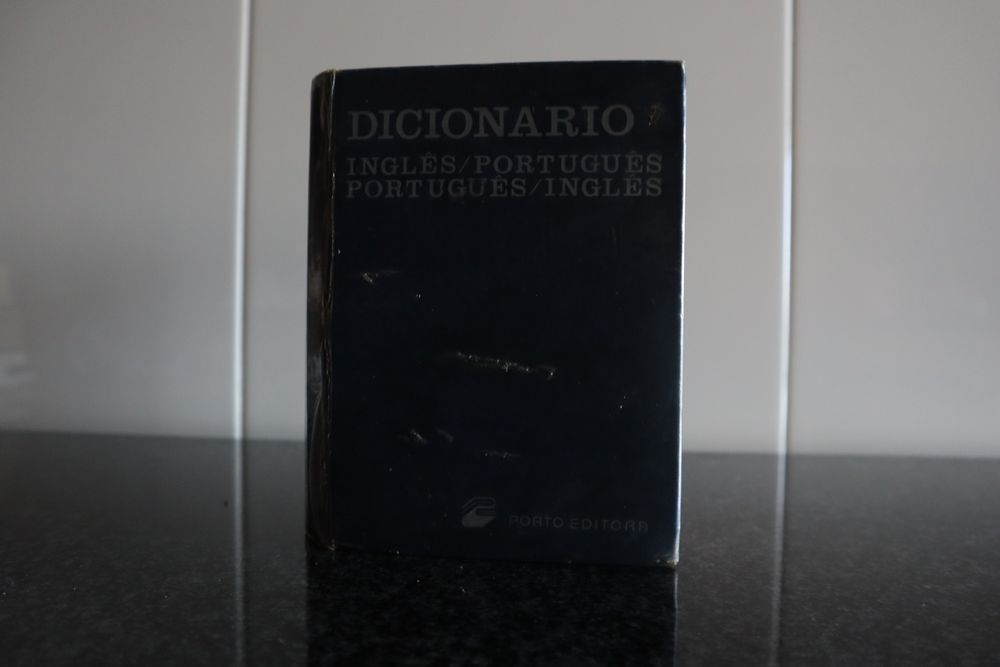 DICIONARIO
INGLÊS/PORTUGUÊS
PORTUGUÊS/INGLÊS
PORTO EDITORA